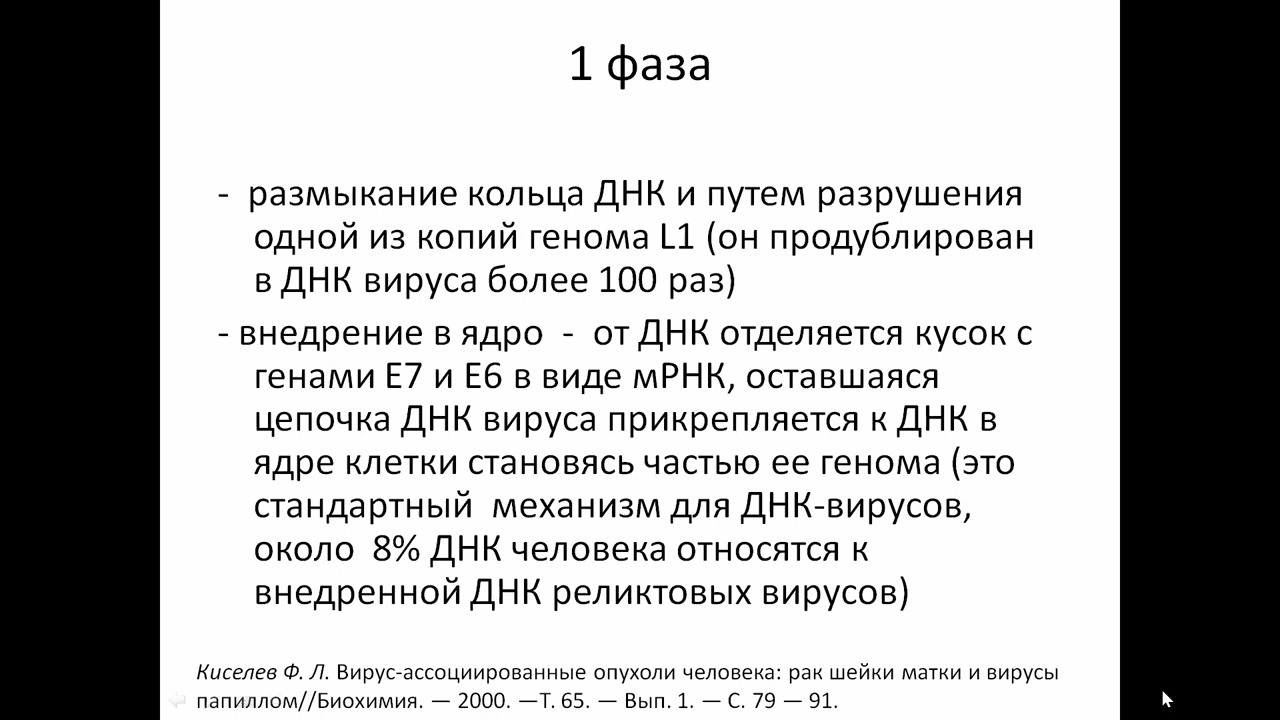 1 фаза
- размыкание кольца ДНК и путем разрушения
одной из копий генома L1 (он продублирован
в ДНК вируса более 100 раз)
- внедрение в ядро - от ДНК отделяется кусок с
генами Е7 и Е6 в виде мРНК, оставшаяся
цепочка ДНК вируса прикрепляется к ДНК в
ядре клетки становясь частью ее генома (это
стандартный механизм для ДНК-вирусов,
около 8% ДНК человека относятся к
внедренной ДНК реликтовых вирусов)
Киселев Ф. Л. Вирус-ассоциированные опухоли человека: рак шейки матки и вирусы
папиллом//Биохимия. — 2000. —Т. 65. — Вып. 1. — С. 79 — 91.